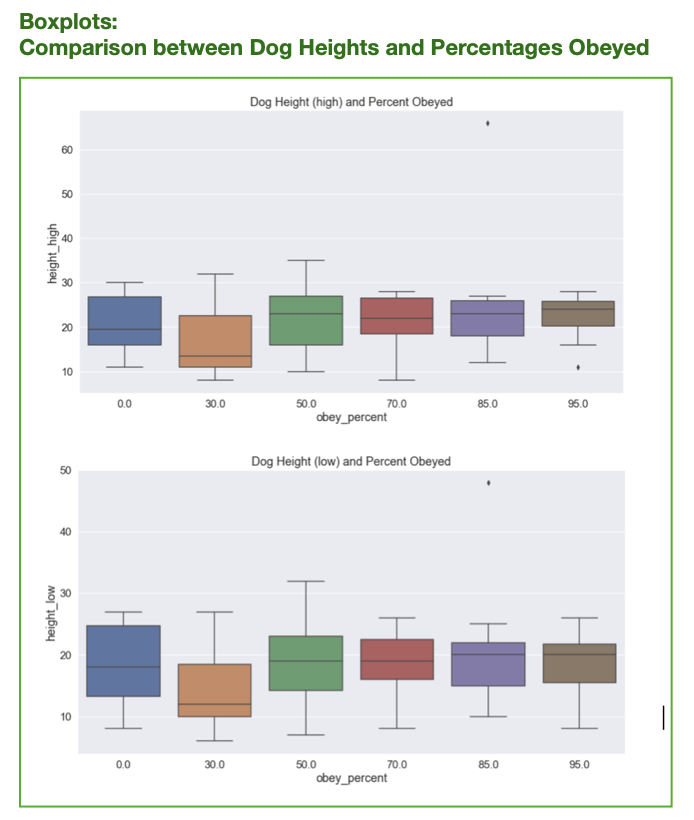 Boxplots:
Comparison between Dog Heights and Percentages Obeyed
Dog Height (high) and Percent Obeyed
60
50
40
30
20
10
height_high
0.0 30.0 50.0 70.0 85.0 95.0
obey_percent
Dog Height (low) and Percent Obeyed
50
40
30
20
10
height_low
0.0 30.0 50.0 70.0 85.0 95.0
obey_percent